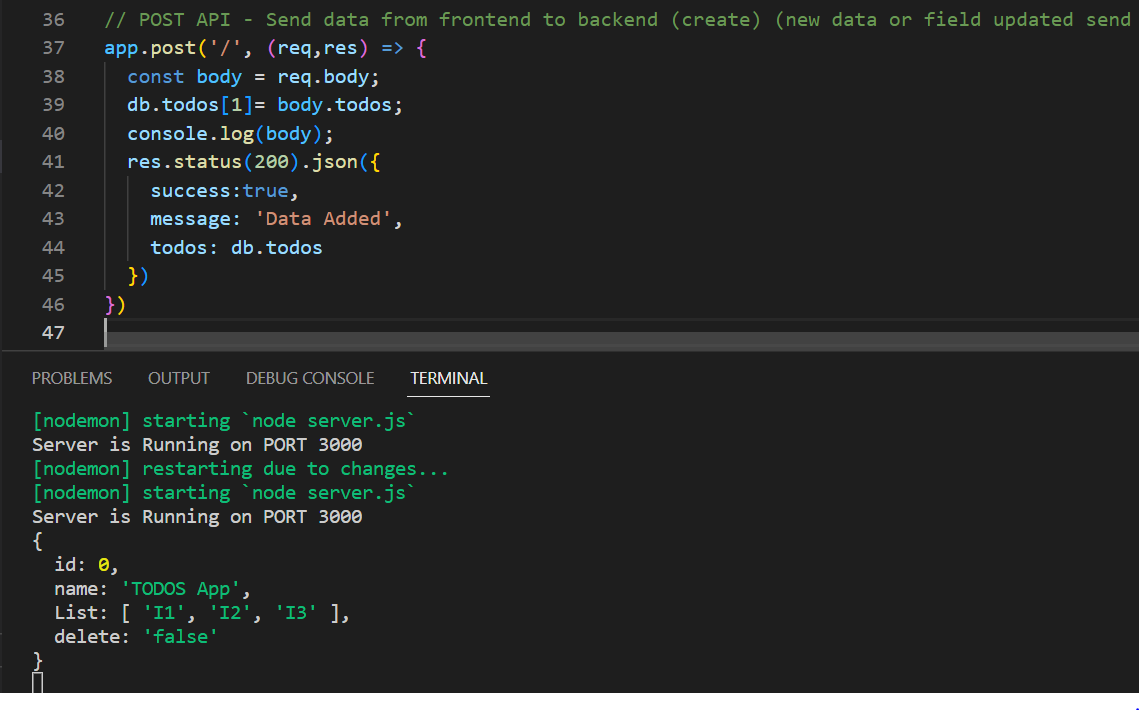 36 // POST API - Send data from frontend to backend (create) (new data or field updated send
37 app.post('/', (req,res) => {
38 const body = req.body;
39 db.todos[1]= body.todos;
40 console.log(body);
41 res.status(200).json({
42 success:true,
43 message: 'Data Added',
44 todos: db.todos
45 })
46 })
47
PROBLEMS OUTPUT DEBUG CONSOLE TERMINAL
[nodemon] starting `node server.js`
Server is Running on PORT 3000
[nodemon] restarting due to changes...
[nodemon] starting `node server.js`
Server is Running on PORT 3000
{
id: 0,
name: 'TODOS App',
List: [ 'I1', 'I2', 'I3' ],
delete: 'false'
}